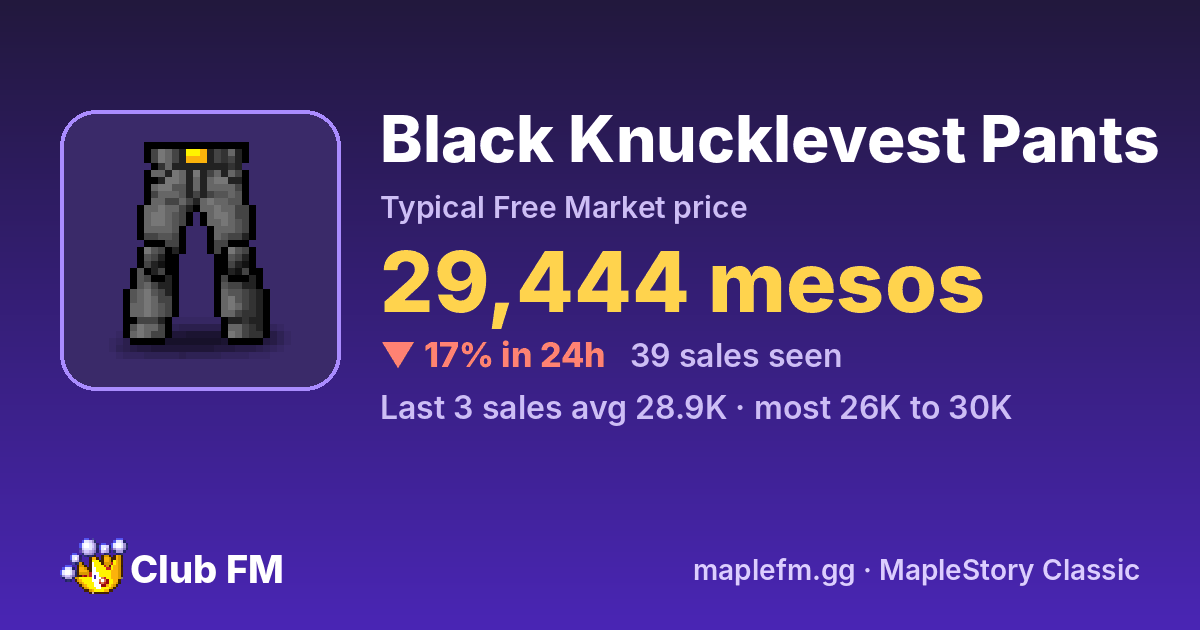 Black Knucklevest Pants
Typical Free Market price
29,444 mesos
▼ 17% in 24h 39 sales seen
Last 3 sales avg 28.9K · most 26K to 30K
Club FM
maplefm.gg · MapleStory Classic